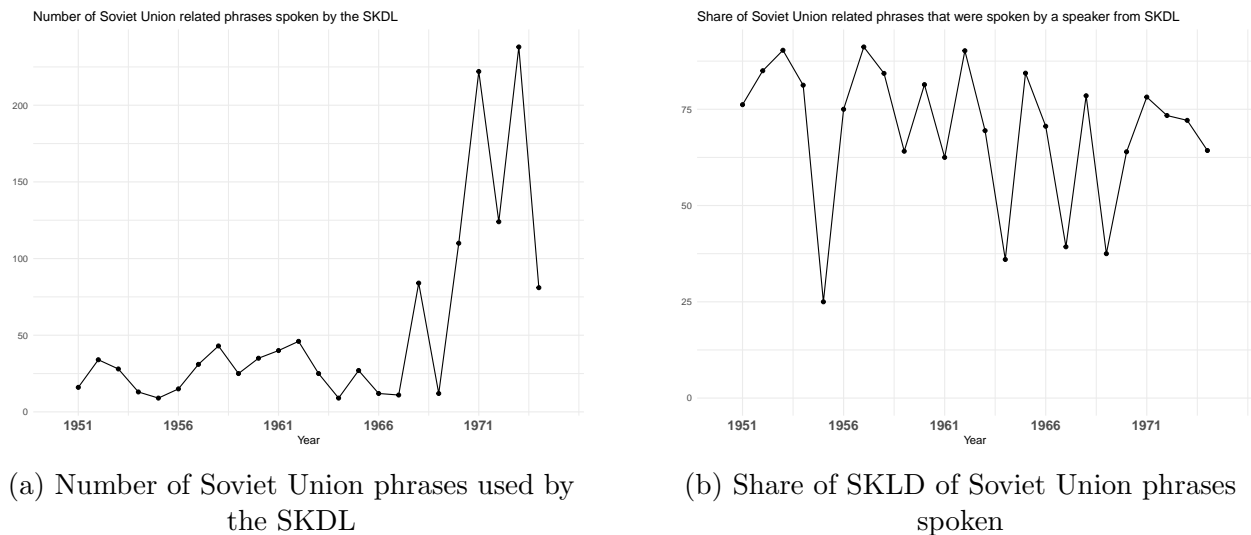 Number of Soviet Union related phrases spoken by the SKDL
200
150
100
50
0
1951 1956 1961 1966 1971
Year
(a) Number of Soviet Union phrases used by
the SKDL
Share of Soviet Union related phrases that were spoken by a speaker from SKDL
75
50
25
0
1951 1956 1961 1966 1971
Year
(b) Share of SKLD of Soviet Union phrases
spoken